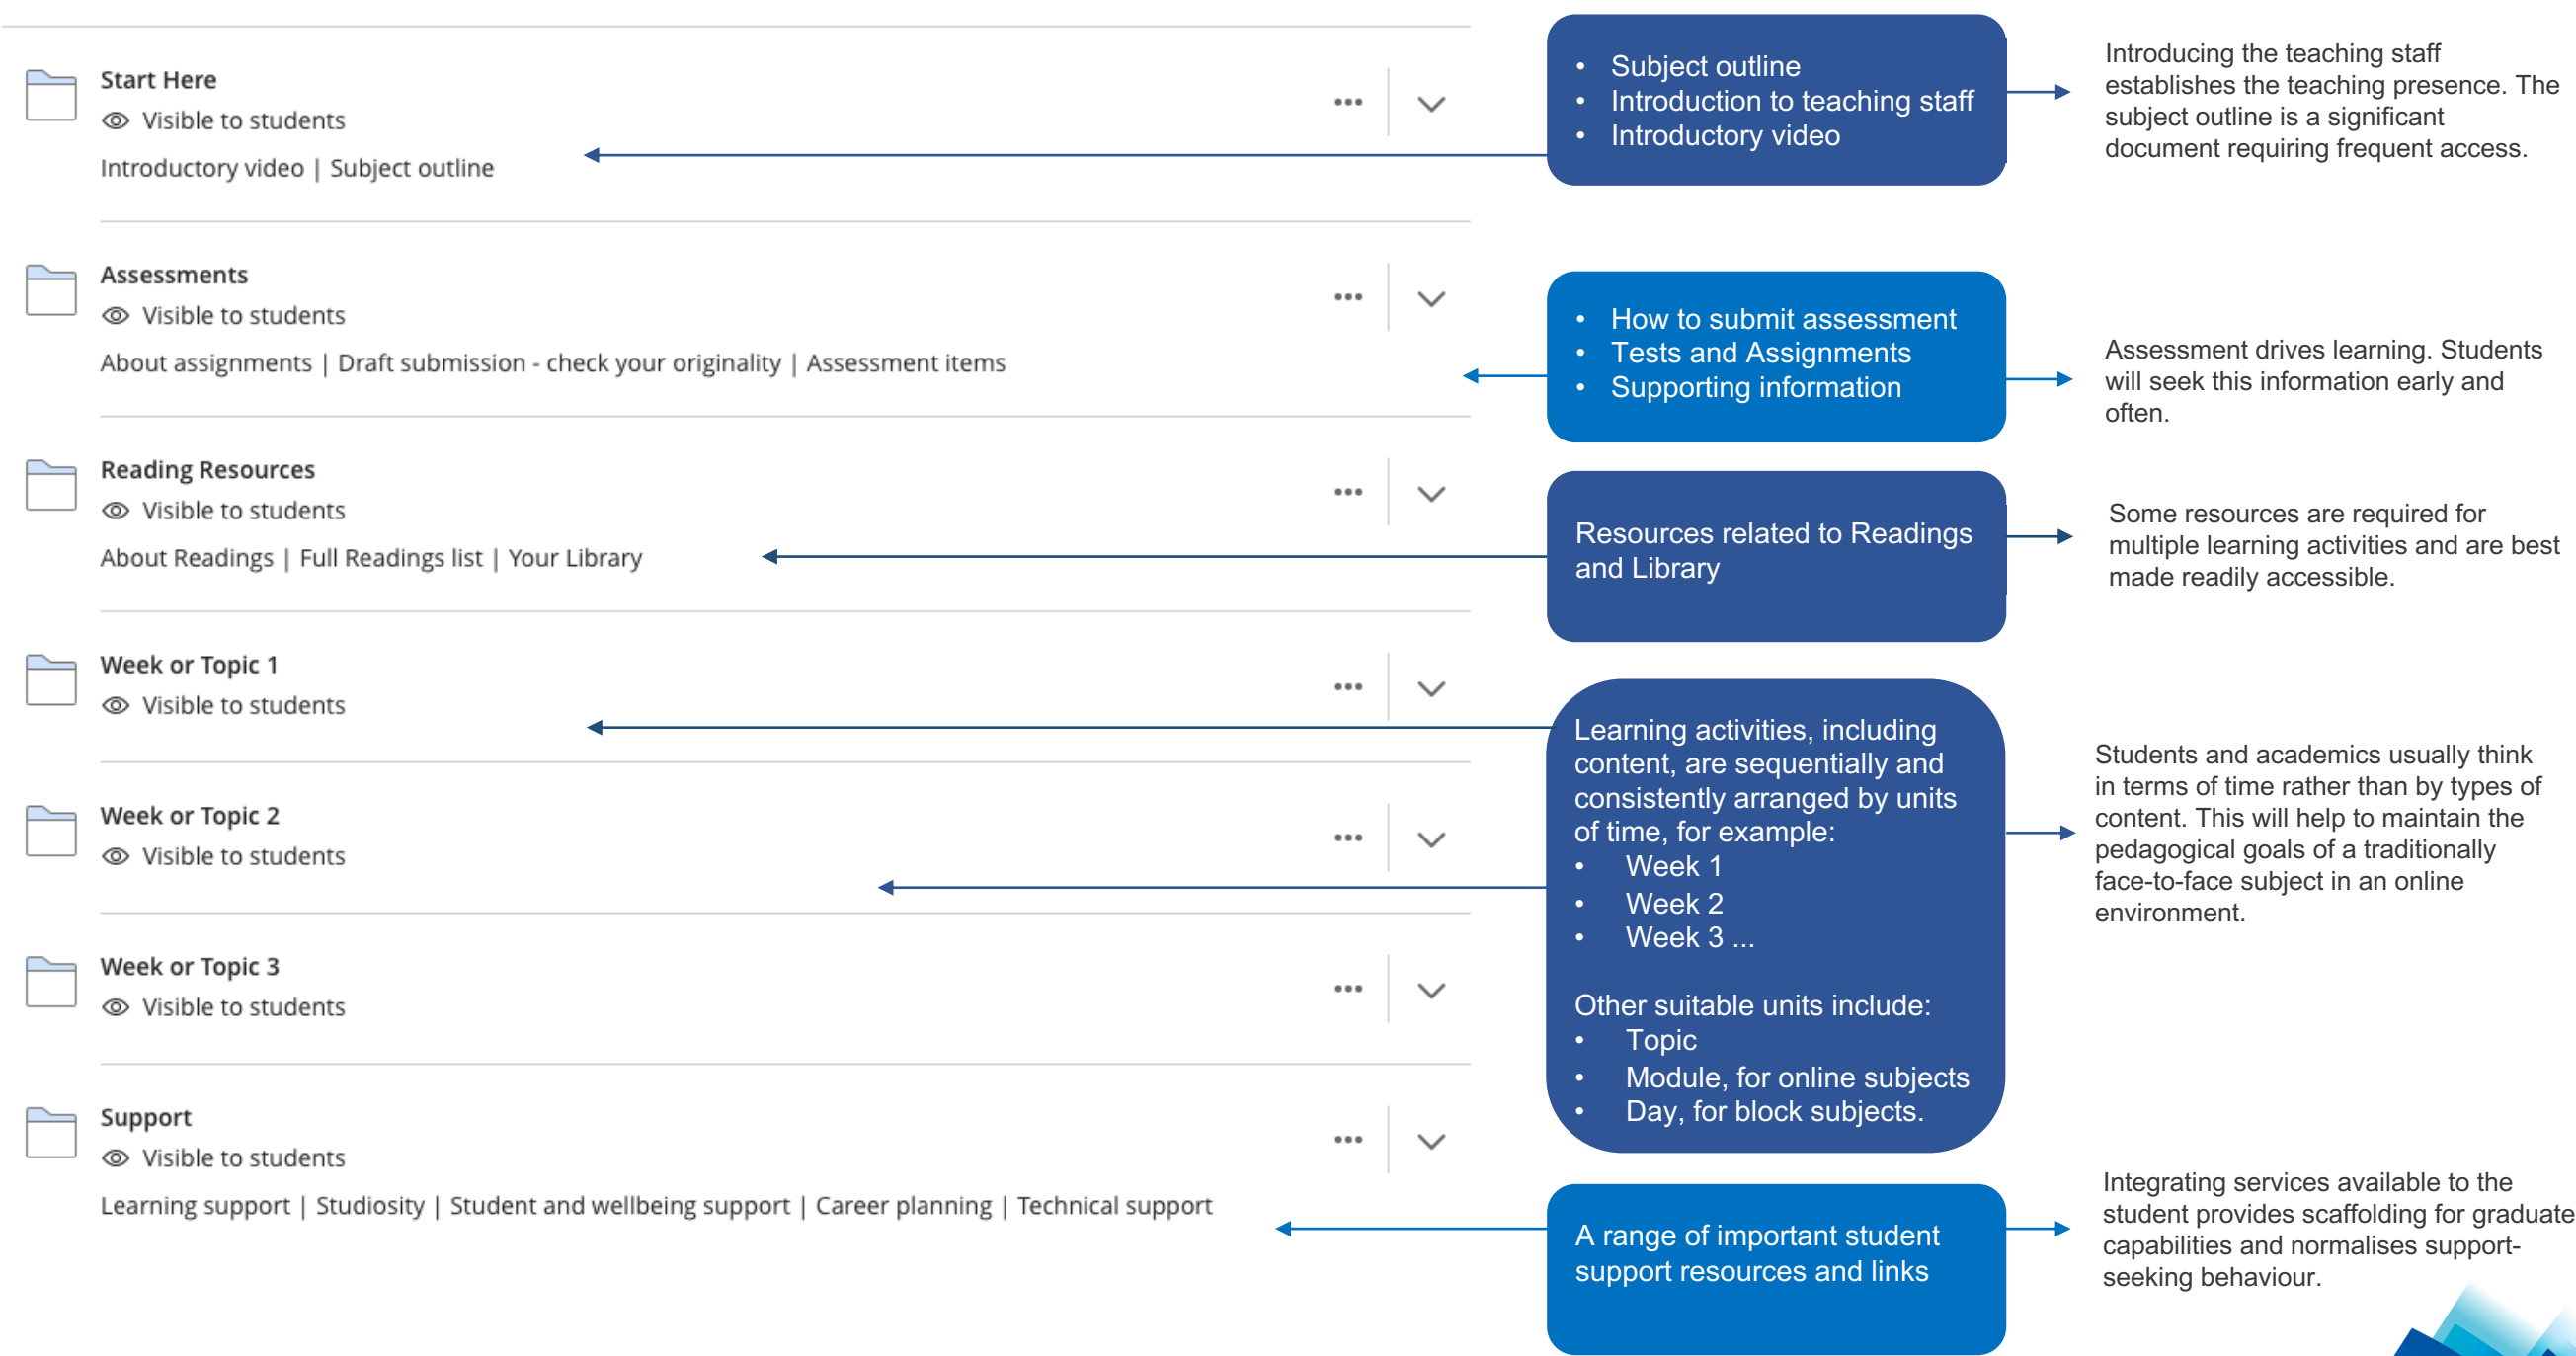 Start Here
Visible to students
Introductory video | Subject outline
• Subject outline
• Introduction to teaching staff
• Introductory video
Introducing the teaching staff
establishes the teaching presence. The
subject outline is a significant
document requiring frequent access.
Assessments
Visible to students
About assignments | Draft submission - check your originality | Assessment items
• How to submit assessment
• Tests and Assignments
• Supporting information
Assessment drives learning. Students
will seek this information early and
often.
Reading Resources
Visible to students
About Readings | Full Readings list | Your Library
Resources related to Readings
and Library
Some resources are required for
multiple learning activities and are best
made readily accessible.
Week or Topic 1
Visible to students
Week or Topic 2
Visible to students
Week or Topic 3
Visible to students
Learning activities, including
content, are sequentially and
consistently arranged by units
of time, for example:
• Week 1
• Week 2
• Week 3 ...
Other suitable units include:
• Topic
• Module, for online subjects
• Day, for block subjects.
Students and academics usually think
in terms of time rather than by types of
content. This will help to maintain the
pedagogical goals of a traditionally
face-to-face subject in an online
environment.
Support
Visible to students
Learning support | Studiosity | Student and wellbeing support | Career planning | Technical support
A range of important student
support resources and links
Integrating services available to the
student provides scaffolding for graduate
capabilities and normalises support-
seeking behaviour.